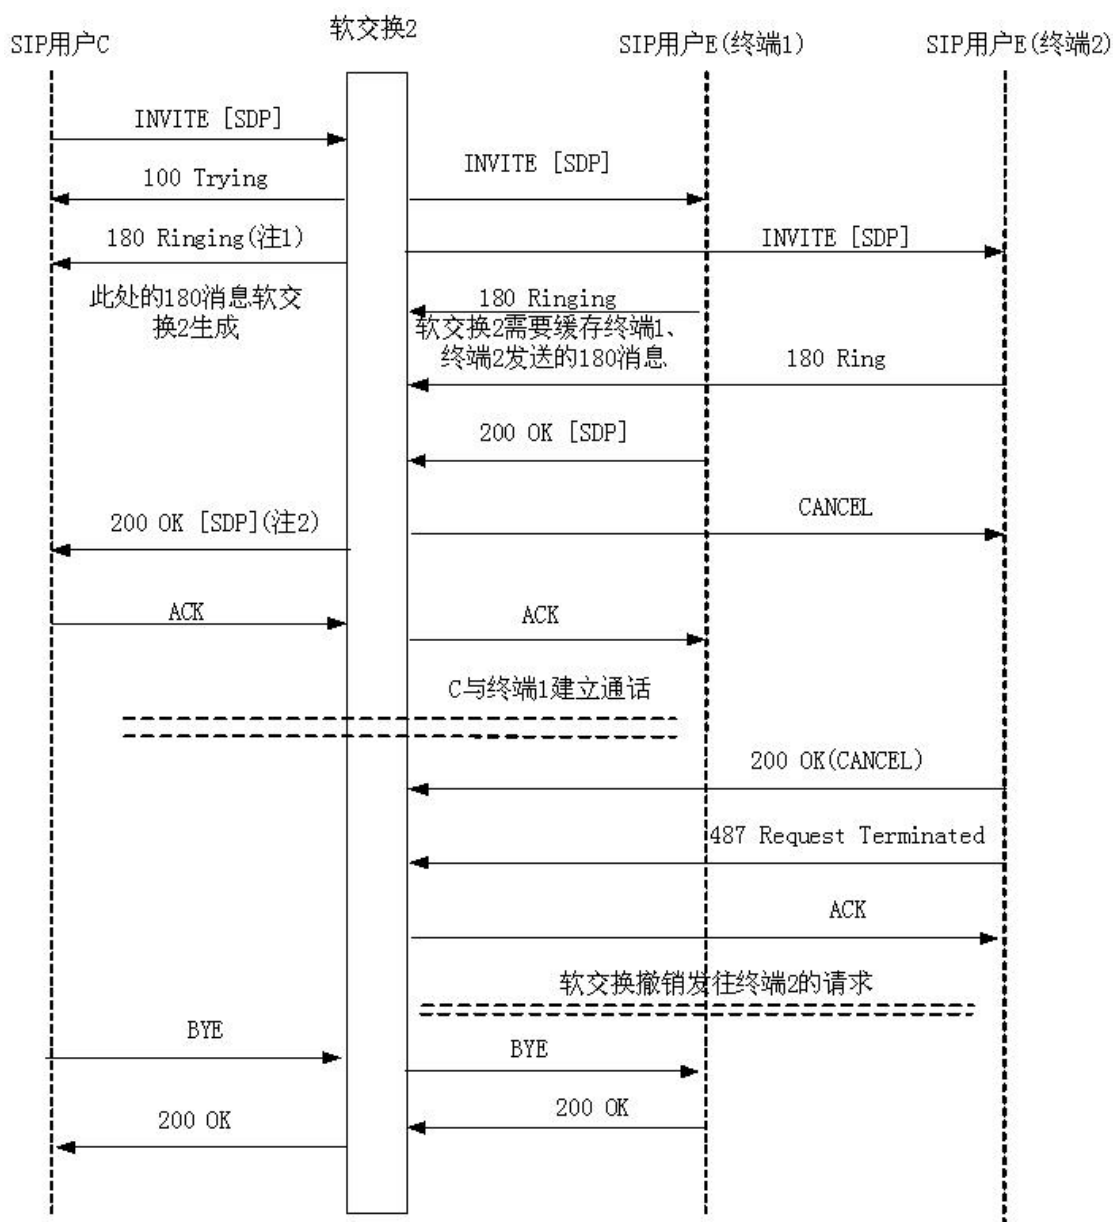 软交换2
SIP用户C
SIP用户E(终端1)
SIP用户E(终端2)
INVITE [SDP]
INVITE [SDP]
100 Trying
180 Ringing(注1)
INVITE [SDP]
此处的180消息软交
换2生成
180 Ringing
软交换2需要缓存终端1、
终端2发送的180消息
180 Ring
200 OK [SDP]
CANCEL
200 OK [SDP](注2)
ACK
ACK
C与终端1建立通话
200 OK(CANCEL)
487 Request Terminated
ACK
软交换撤销发往终端2的请求
BYE
BYE
200 OK
200 OK